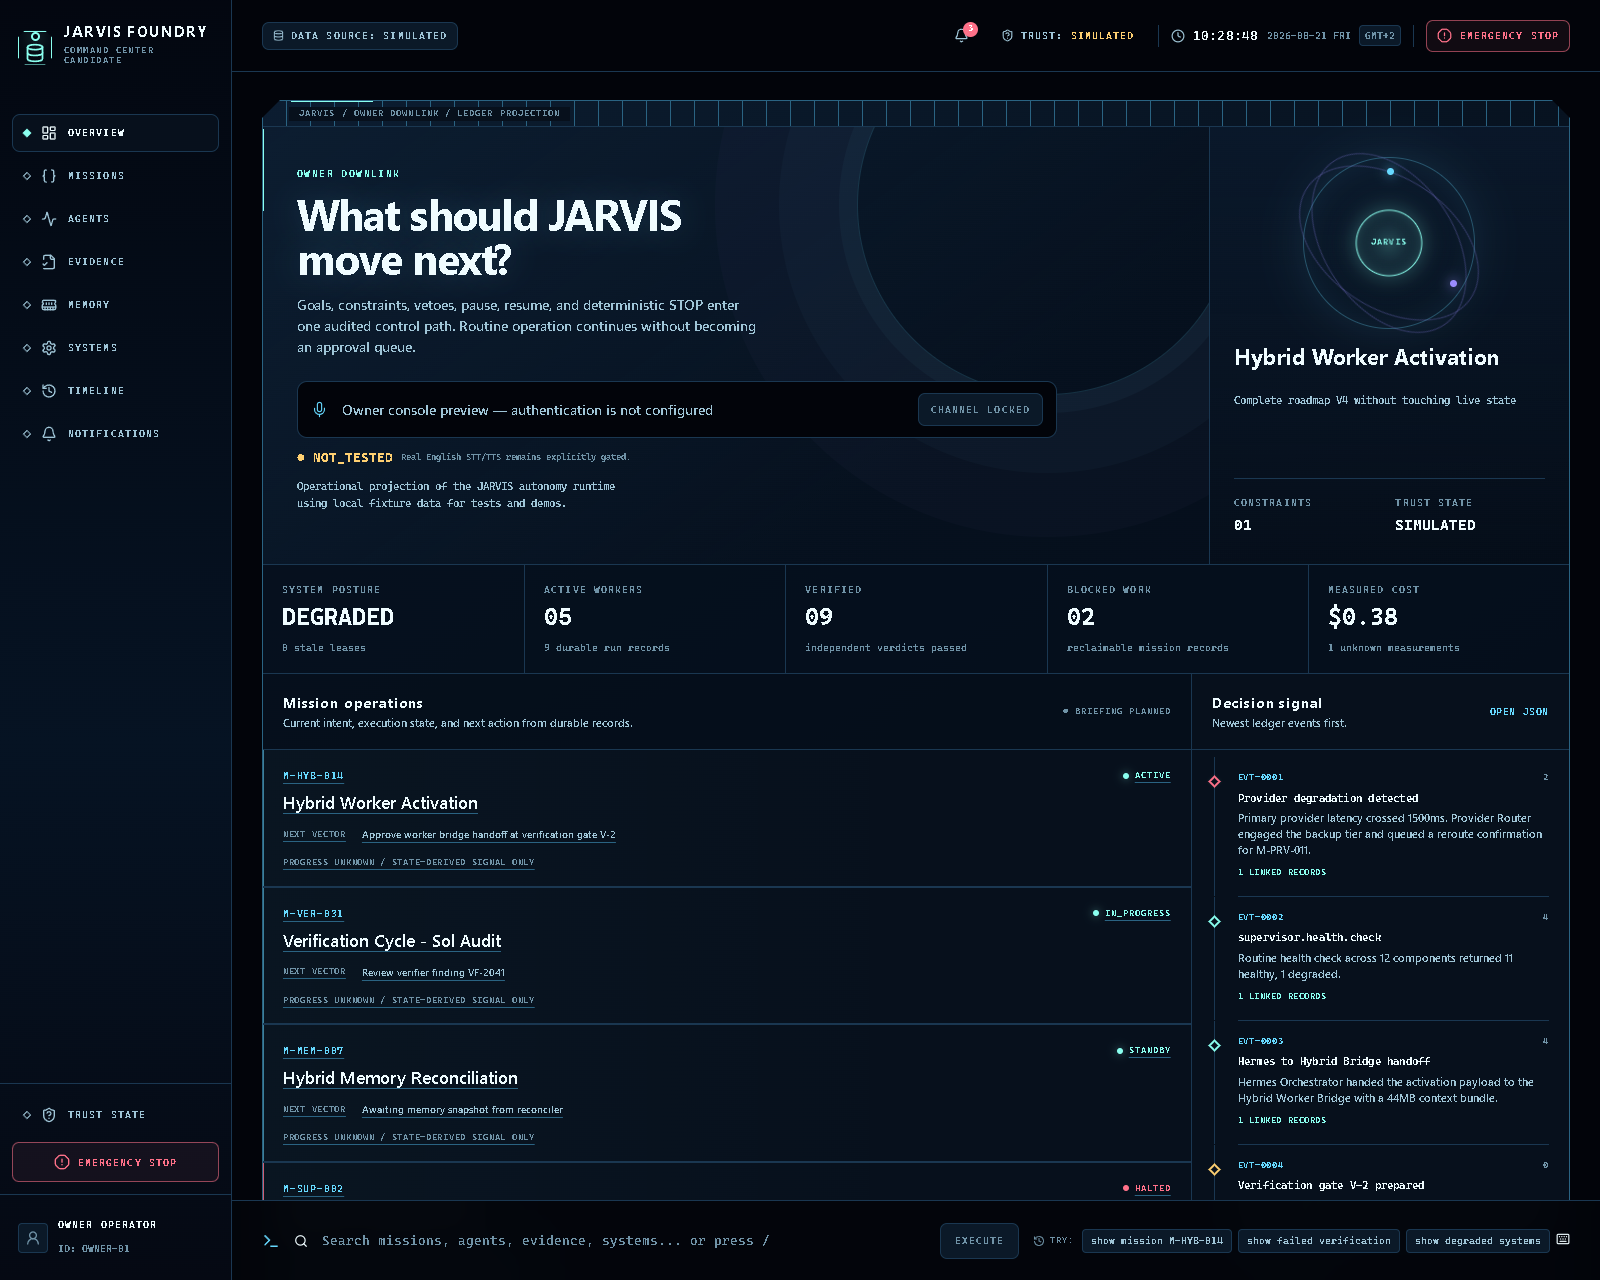 JARVIS FOUNDRY
COMMAND CENTER
CANDIDATE
OVERVIEW
MISSIONS
AGENTS
EVIDENCE
MEMORY
SYSTEMS
TIMELINE
NOTIFICATIONS
TRUST STATE
EMERGENCY STOP
OWNER OPERATOR
ID: OWNER-01
DATA SOURCE: SIMULATED
3
TRUST: SIMULATED
10:28:48 2026-08-21 FRI GMT+2
EMERGENCY STOP
JARVIS / OWNER DOWNLINK / LEDGER PROJECTION
OWNER DOWNLINK
What should JARVIS
move next?
Goals, constraints, vetoes, pause, resume, and deterministic STOP enter
one audited control path. Routine operation continues without becoming
an approval queue.
Owner console preview — authentication is not configured
CHANNEL LOCKED
NOT_TESTED Real English STT/TTS remains explicitly gated.
Operational projection of the JARVIS autonomy runtime
using local fixture data for tests and demos.
JARVIS
Hybrid Worker Activation
Complete roadmap V4 without touching live state
CONSTRAINTS
01
TRUST STATE
SIMULATED
SYSTEM POSTURE
DEGRADED
0 stale leases
ACTIVE WORKERS
05
9 durable run records
VERIFIED
09
independent verdicts passed
BLOCKED WORK
02
reclaimable mission records
MEASURED COST
$0.38
1 unknown measurements
Mission operations
Current intent, execution state, and next action from durable records.
BRIEFING PLANNED
M-HYB-014
ACTIVE
Hybrid Worker Activation
NEXT VECTOR Approve worker bridge handoff at verification gate V-2
PROGRESS UNKNOWN / STATE-DERIVED SIGNAL ONLY
M-VER-031
IN_PROGRESS
Verification Cycle - Sol Audit
NEXT VECTOR Review verifier finding VF-2041
PROGRESS UNKNOWN / STATE-DERIVED SIGNAL ONLY
M-MEM-007
STANDBY
Hybrid Memory Reconciliation
NEXT VECTOR Awaiting memory snapshot from reconciler
PROGRESS UNKNOWN / STATE-DERIVED SIGNAL ONLY
M-SUP-002
HALTED
Decision signal
Newest ledger events first.
OPEN JSON
EVT-0001 2
Provider degradation detected
Primary provider latency crossed 1500ms. Provider Router
engaged the backup tier and queued a reroute confirmation
for M-PRV-011.
1 LINKED RECORDS
EVT-0002 4
supervisor.health.check
Routine health check across 12 components returned 11
healthy, 1 degraded.
1 LINKED RECORDS
EVT-0003 4
Hermes to Hybrid Bridge handoff
Hermes Orchestrator handed the activation payload to the
Hybrid Worker Bridge with a 44MB context bundle.
1 LINKED RECORDS
EVT-0004 0
Verification gate V-2 prepared
Search missions, agents, evidence, systems... or press /
EXECUTE
TRY:
show mission M-HYB-014
show failed verification
show degraded systems